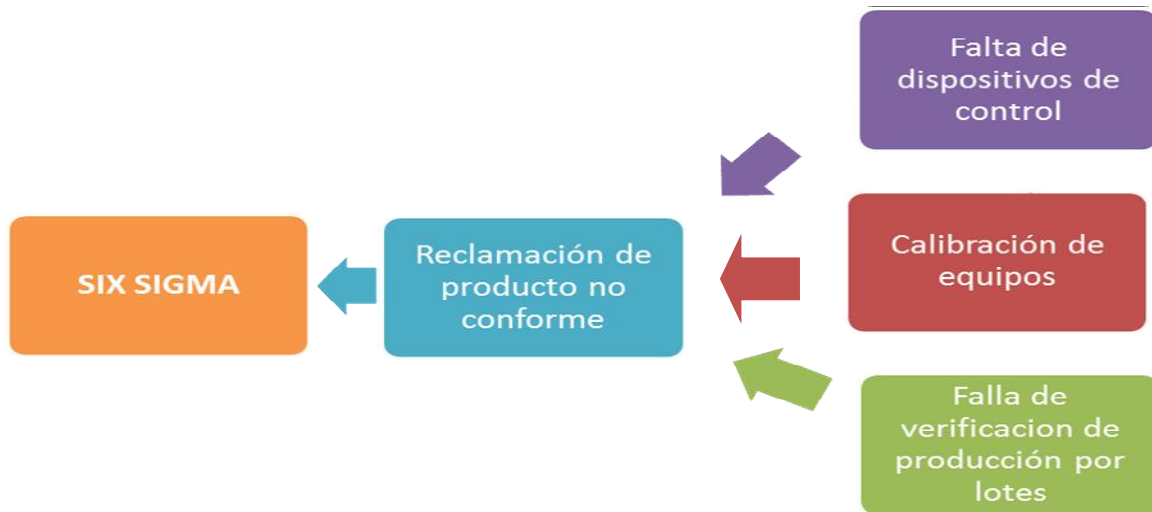 SIX SIGMA
Reclamación de
producto no
conforme
Falta de
dispositivos de
control
Calibración de
equipos
Falla de
verificacion de
producción por
lotes